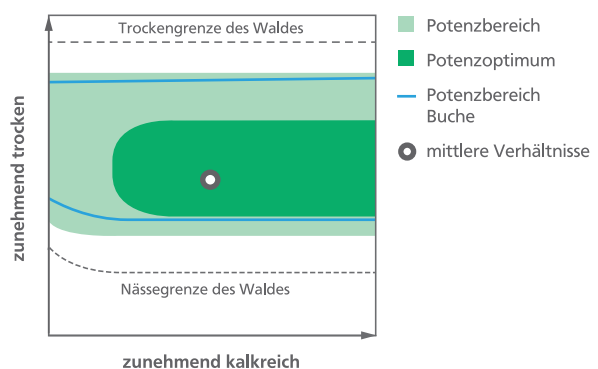 Trockengrenze des Waldes
Nässegrenze des Waldes
zunehmend trocken
zunehmend kalkreich
Potenzbereich
Potenzoptimum
Potenzbereich
Buche
mittlere Verhältnisse